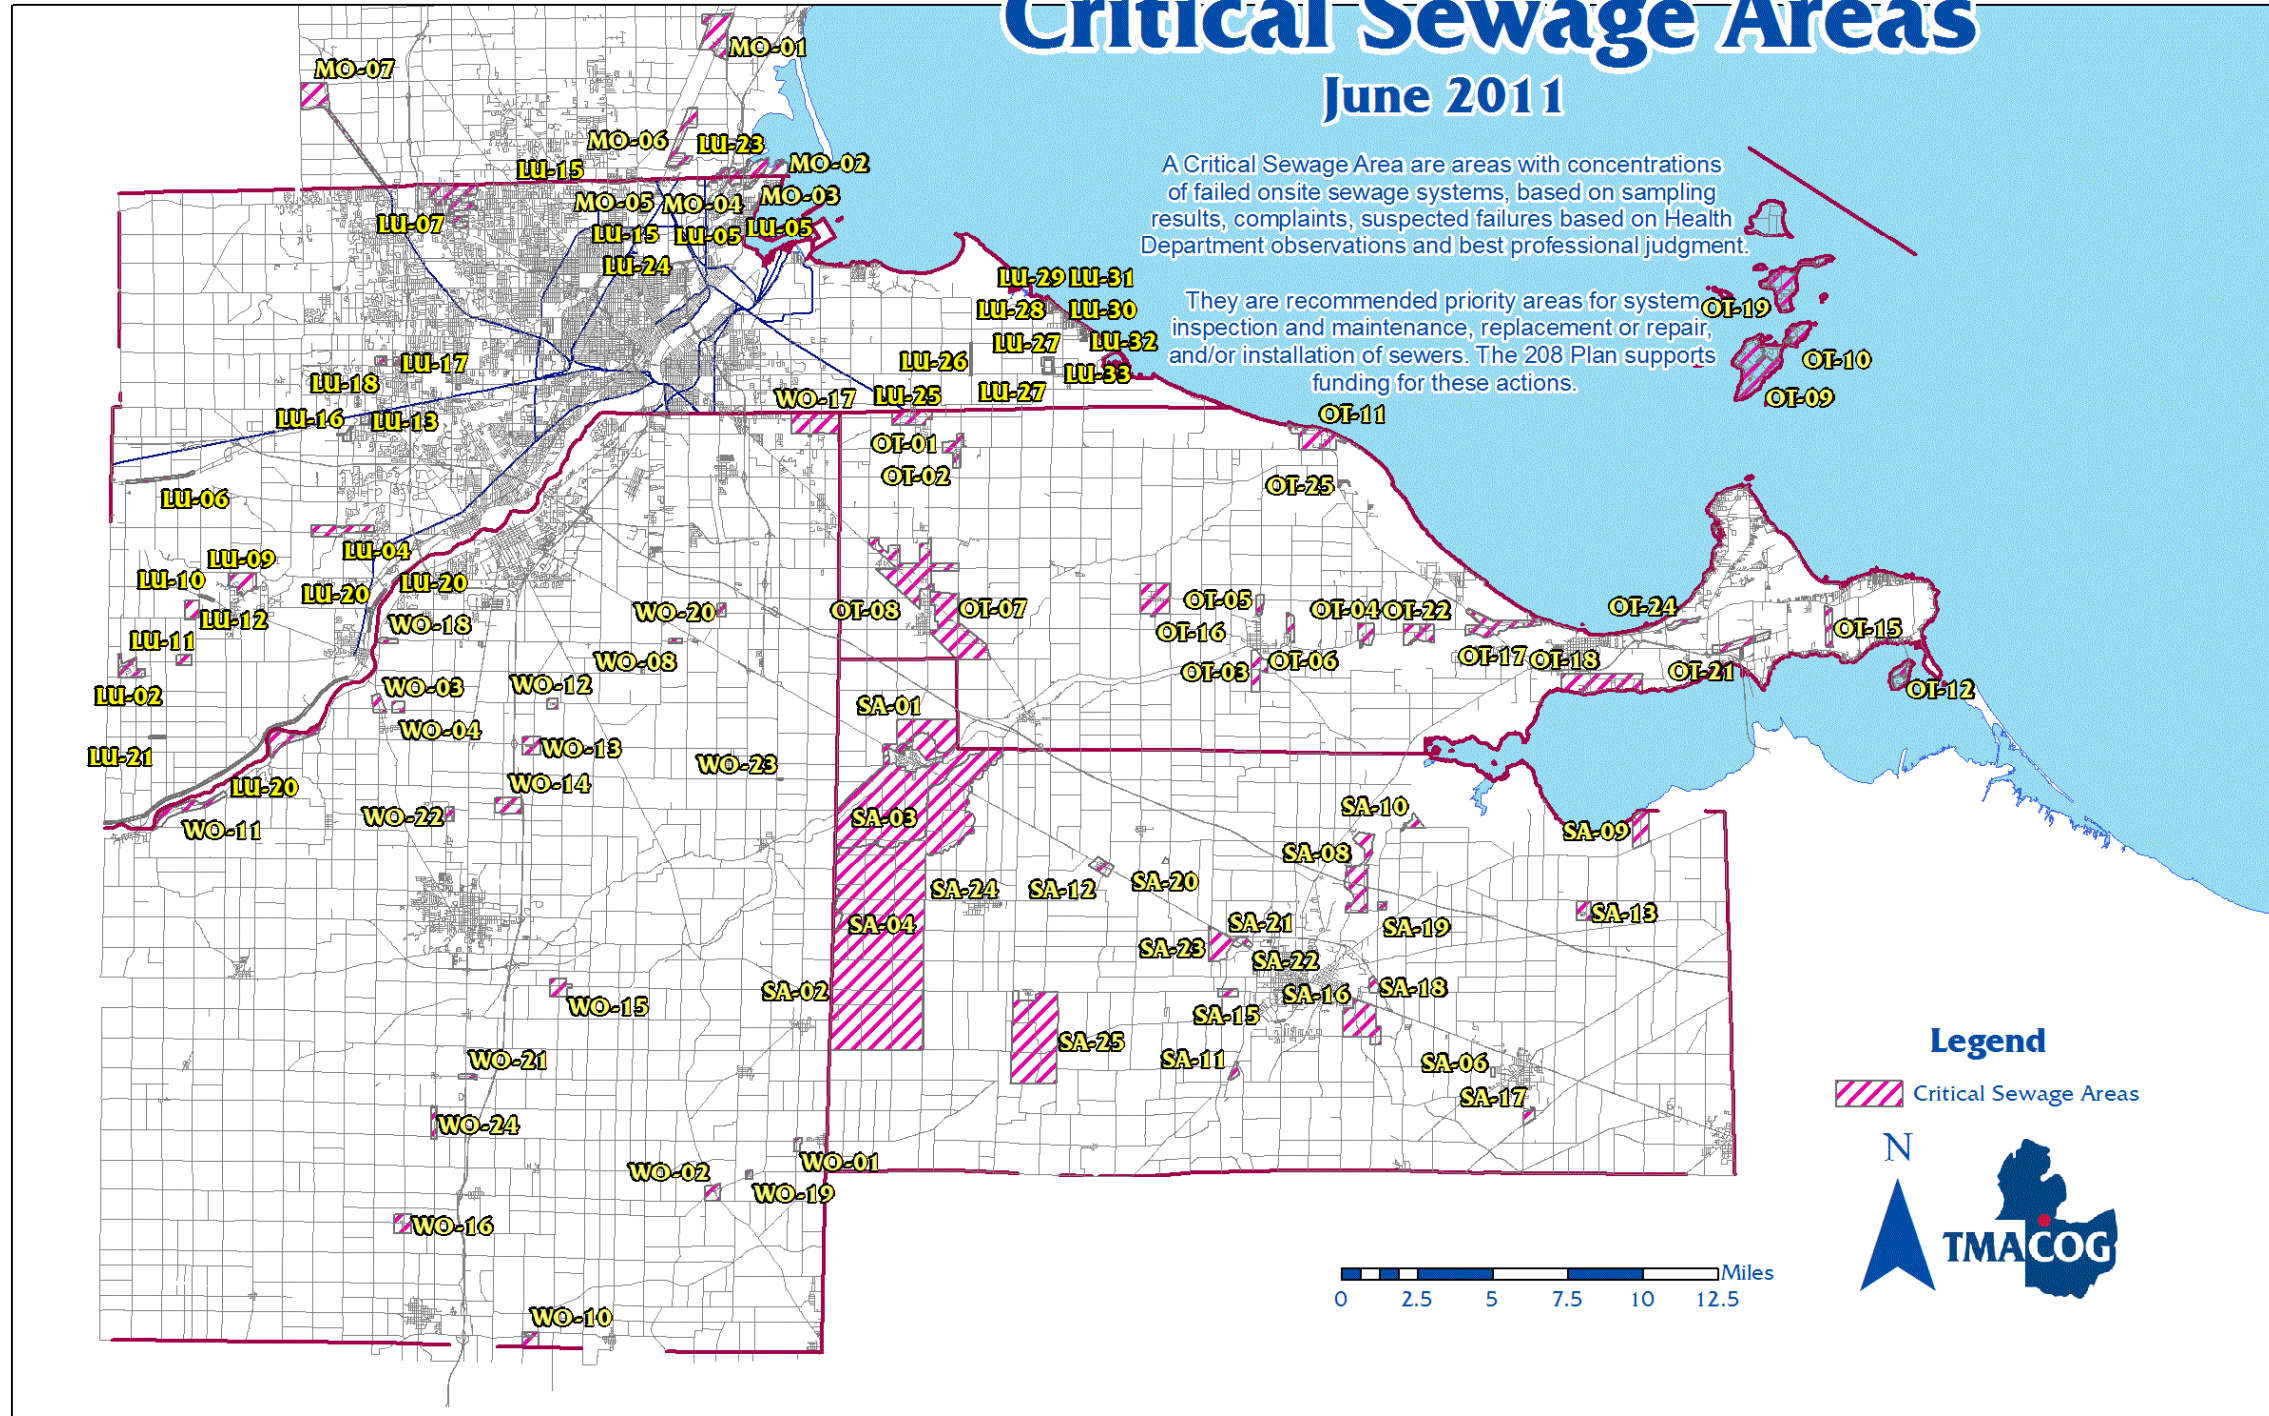 Critical Sewage Areas
June 2011
A Critical Sewage Area are areas with concentrations
of failed onsite sewage systems, based on sampling
results, complaints, suspected failures based on Health
Department observations and best professional judgment.
They are recommended priority areas for system
inspection and maintenance, replacement or repair,
and/or installation of sewers. The 208 Plan supports
funding for these actions.
MO-01
MO-07
MO-06
LU-23
MO-02
LU-15
MO-05
MO-04
MO-03
LU-07
LU-15
LU-05
LU-05
LU-24
LU-29
LU-31
LU-28
LU-30
OT-19
LU-27
LU-32
LU-17
LU-26
OT-10
LU-18
LU-33
LU-27
WO-17
LU-25
OT-09
LU-16
LU-13
OT-11
OT-01
OT-02
OT-25
LU-06
LU-04
LU-09
LU-10
LU-20
LU-20
LU-12
WO-18
WO-20
OT-08
OT-07
OT-05
OT-04
OT-22
OT-24
LU-11
OT-16
OT-15
WO-08
OT-03
OT-06
OT-17
OT-18
OT-21
LU-02
WO-03
WO-12
OT-12
SA-01
WO-04
WO-13
LU-21
WO-23
LU-20
WO-14
SA-10
WO-11
WO-22
SA-03
SA-09
SA-08
SA-24
SA-12
SA-20
SA-13
SA-04
SA-21
SA-19
SA-23
SA-22
SA-02
SA-16
SA-18
WO-15
SA-15
SA-25
WO-21
SA-11
SA-06
SA-17
WO-24
WO-02
WO-01
WO-19
WO-16
WO-10
Legend
Critical Sewage Areas
N
TMACOG
Miles
0 2.5 5 7.5 10 12.5